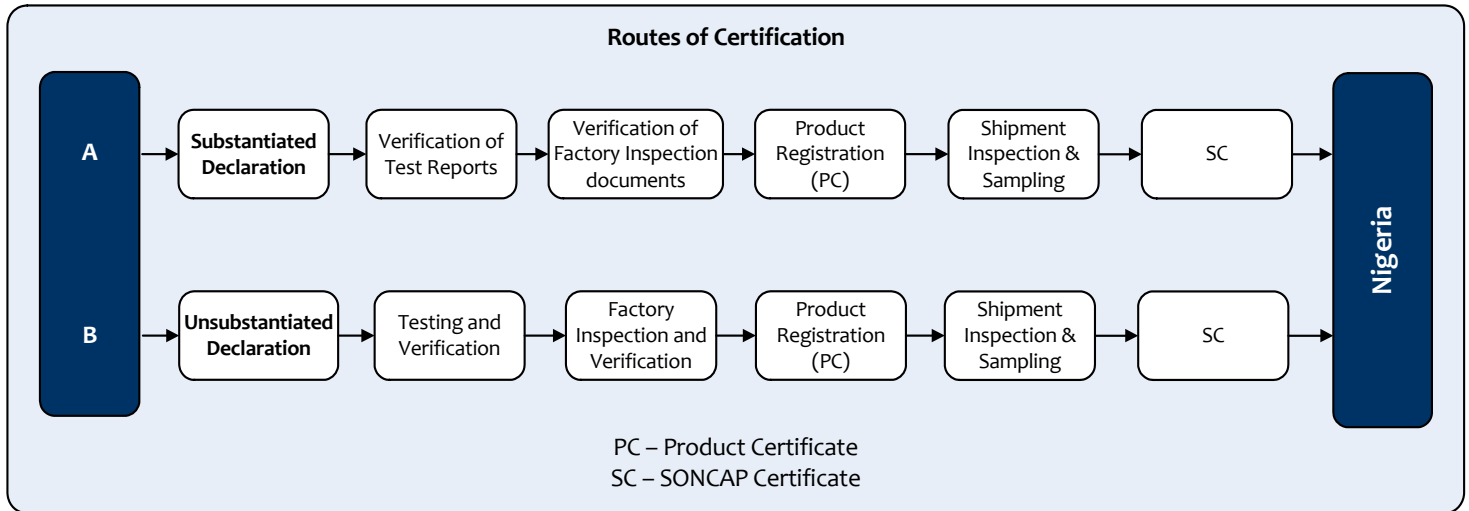 Routes of Certification
A
Substantiated
Declaration
Verification of
Test Reports
Verification of
Factory Inspection
documents
Product
Registration
(PC)
Shipment
Inspection &
Sampling
SC
Nigeria
B
Unsubstantiated
Declaration
Testing and
Verification
Factory
Inspection and
Verification
Product
Registration
(PC)
Shipment
Inspection &
Sampling
SC
PC – Product Certificate
SC – SONCAP Certificate